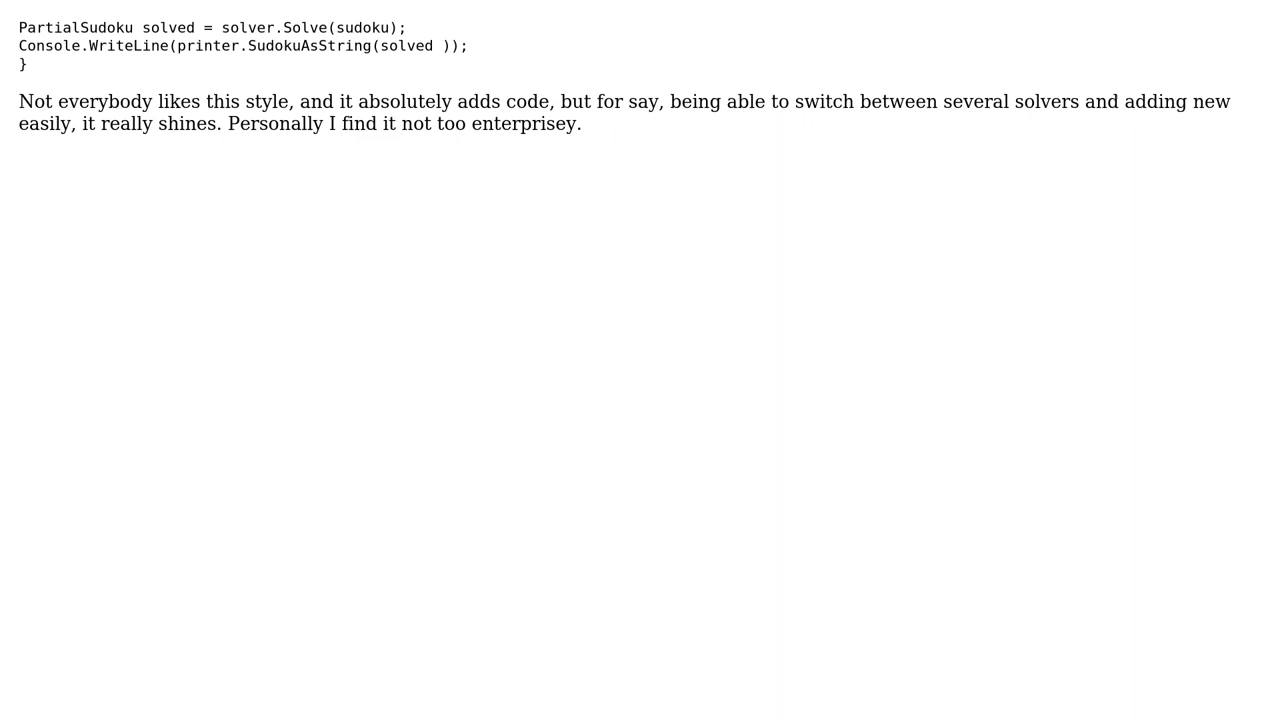 PartialSudoku solved = solver.Solve(sudoku);
Console.WriteLine(printer.SudokuAsString(solved ));
}
Not everybody likes this style, and it absolutely adds code, but for say, being able to switch between several solvers and adding new
easily, it really shines. Personally I find it not too enterprisey.